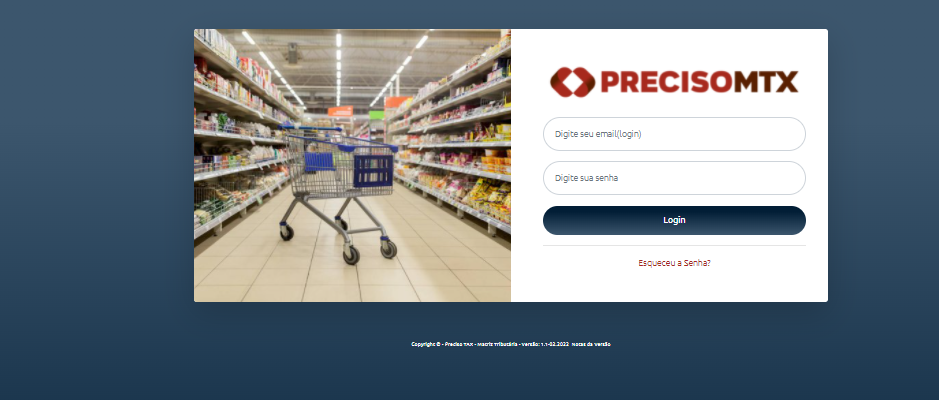 PRECISOMTX
Digite seu email(login)
Digite sua senha
Login
Esqueceu a Senha?
Copyright © - Preciso TAX - Matriz Tributária - Versão: 1.1-02.2022 Notas da Versão